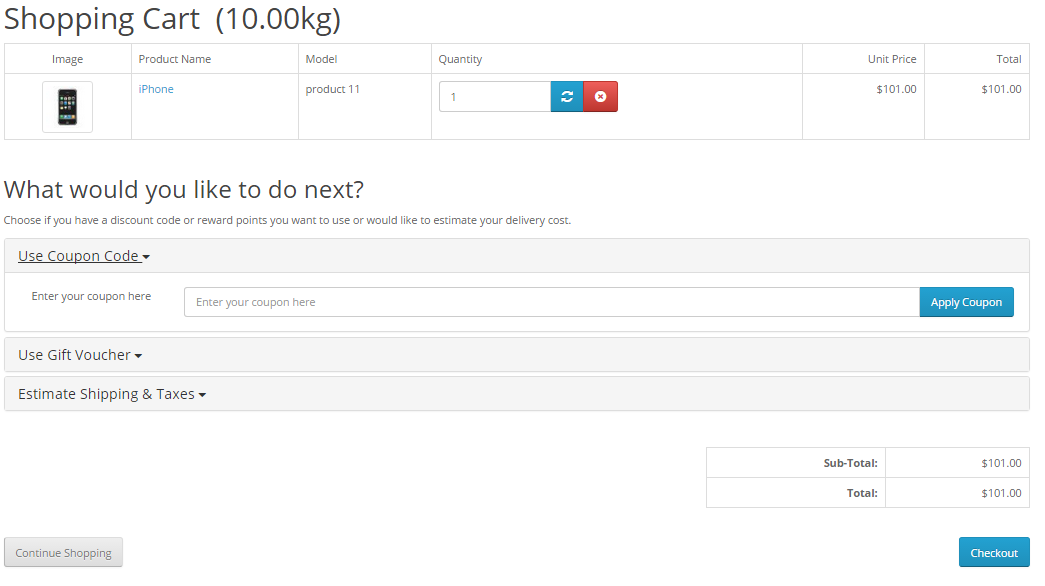 Shopping Cart (10.00kg)
Image Product Name Model Quantity Unit Price Total
iPhone product 11 1 $101.00 $101.00
What would you like to do next?
Choose if you have a discount code or reward points you want to use or would like to estimate your delivery cost.
Use Coupon Code
Enter your coupon here Enter your coupon here Apply Coupon
Use Gift Voucher
Estimate Shipping & Taxes
Sub-Total: $101.00
Total: $101.00
Continue Shopping Checkout